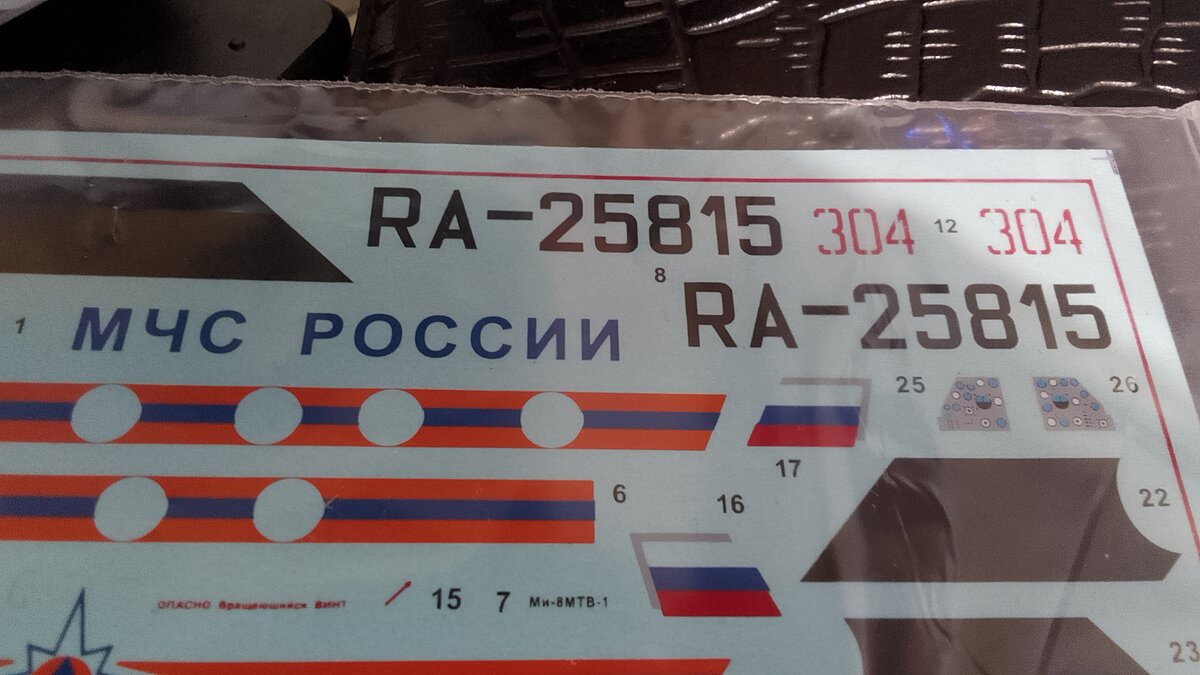 RA-25815 304 12 304
8
RA-25815
1 МЧС РОССИИ
25 26
17
6 16 22
ОПАСНО Вращающийся ВИНТ 15 7 Ми-8МТВ-1
23